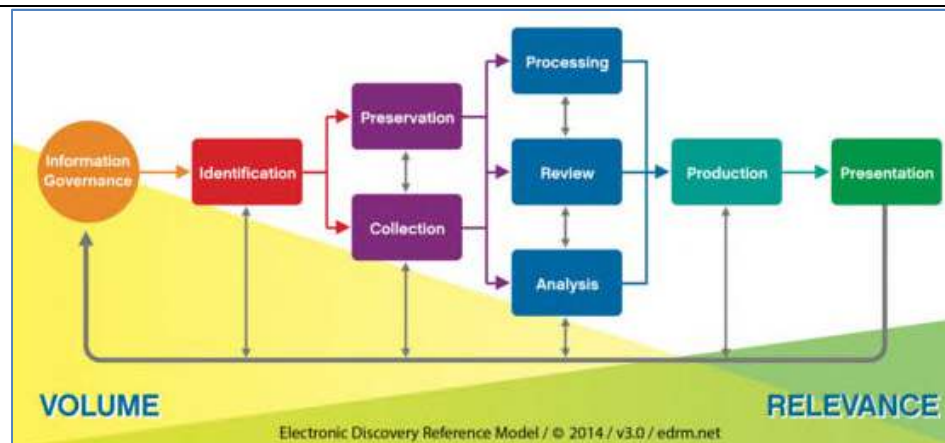 Information
Governance
Identification
Preservation
Collection
Processing
Review
Analysis
Production
Presentation
VOLUME
RELEVANCE
Electronic Discovery Reference Model / © 2014 / v3.0 / edrm.net